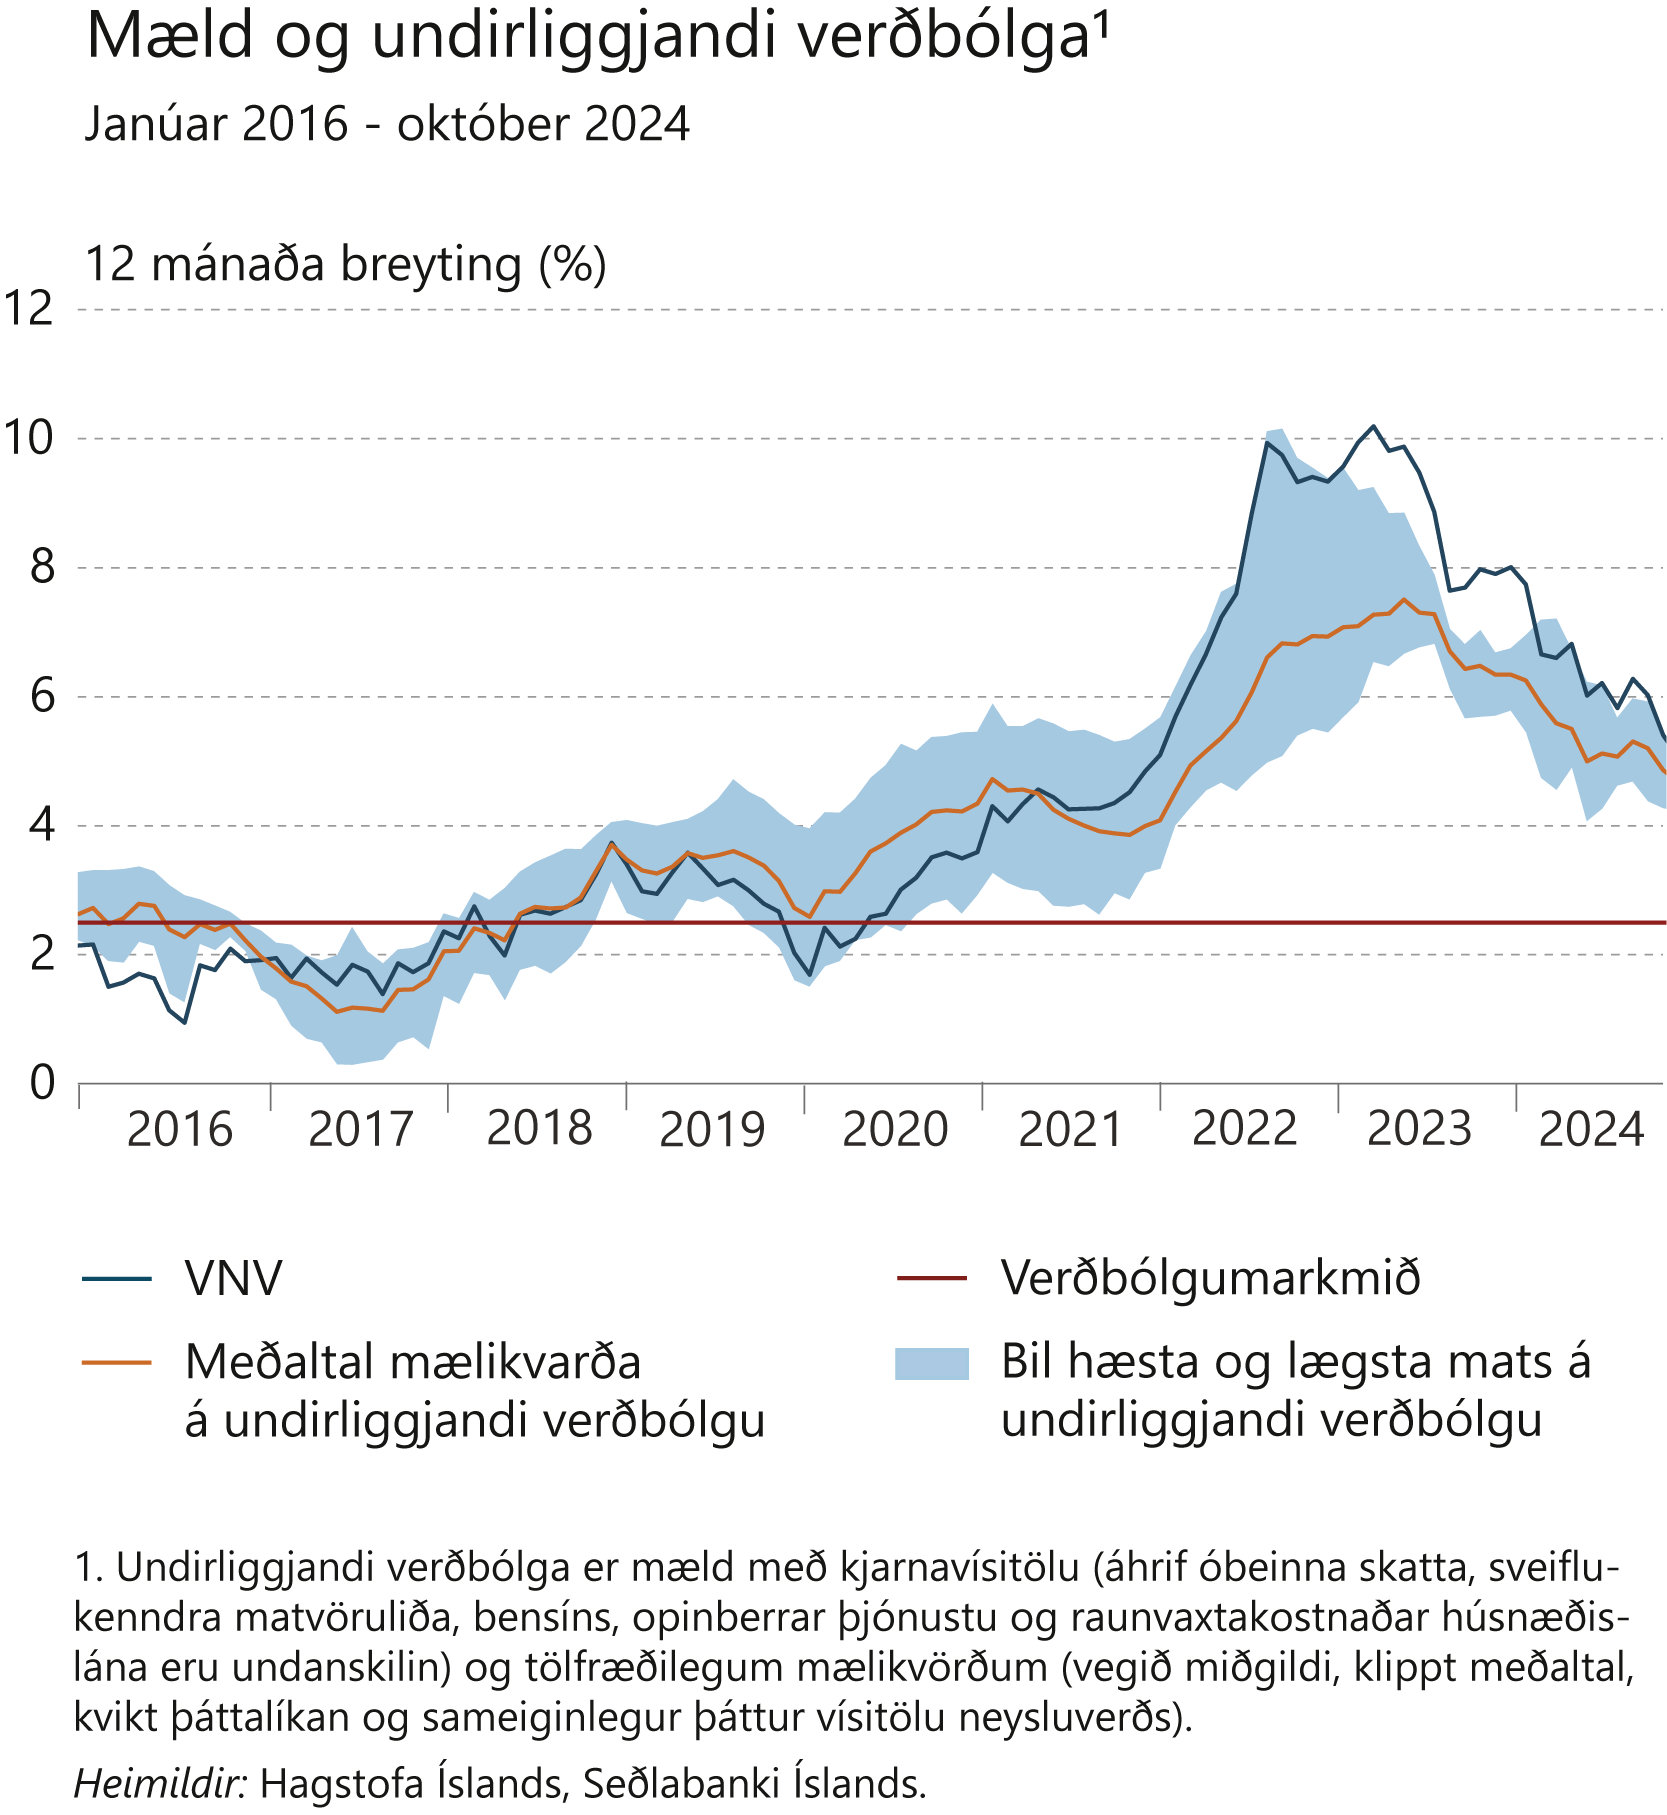 Mæld og undirliggjandi verðbólga¹
Janúar 2016 - október 2024
12 mánaða breyting (%)
12
10
8
6
4
2
0
2016 2017 2018 2019 2020 2021 2022 2023 2024
VNV
Verðbólgumarkmið
Meðaltal mælikvarða
á undirliggjandi verðbólgu
Bil hæsta og lægsta mats á
undirliggjandi verðbólgu
1. Undirliggjandi verðbólga er mæld með kjarnavísitölu (áhrif óbeinna skatta, sveiflu-
kenndra matvöruliða, bensíns, opinberrar þjónustu og raunvaxtakostnaðar húsnæðis-
lána eru undanskilin) og tölfræðilegum mælikvörðum (vegið miðgildi, klippt meðaltal,
kvikt þáttalíkan og sameiginlegur þáttur vísitölu neysluverðs).
Heimildir: Hagstofa Íslands, Seðlabanki Íslands.